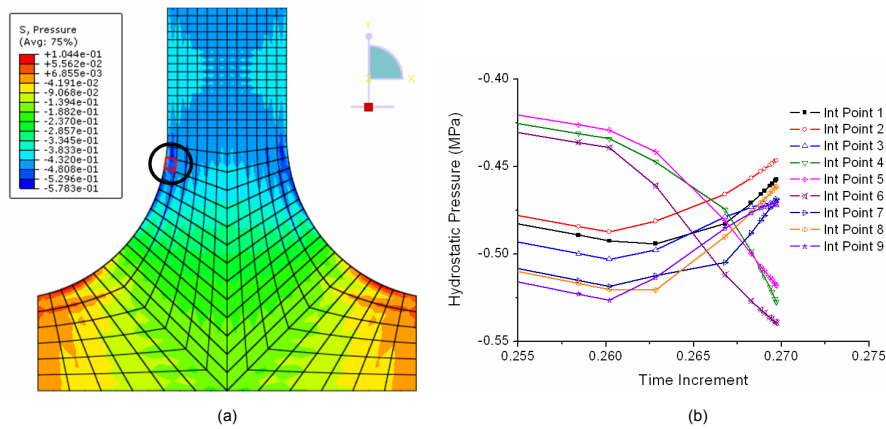 S, Pressure
(Avg: 75%)
+1.044e-01
+5.562e-02
+6.855e-03
-4.191e-02
-9.068e-02
-1.394e-01
-1.882e-01
-2.370e-01
-2.857e-01
-3.345e-01
-3.833e-01
-4.320e-01
-4.808e-01
-5.296e-01
-5.783e-01
Y
Z
X
(a)
Hydrostatic Pressure (MPa)
-0.40
-0.45
-0.50
-0.55
0.255
0.260
0.265
0.270
0.275
Time Increment
Int Point 1
Int Point 2
Int Point 3
Int Point 4
Int Point 5
Int Point 6
Int Point 7
Int Point 8
Int Point 9
(b)